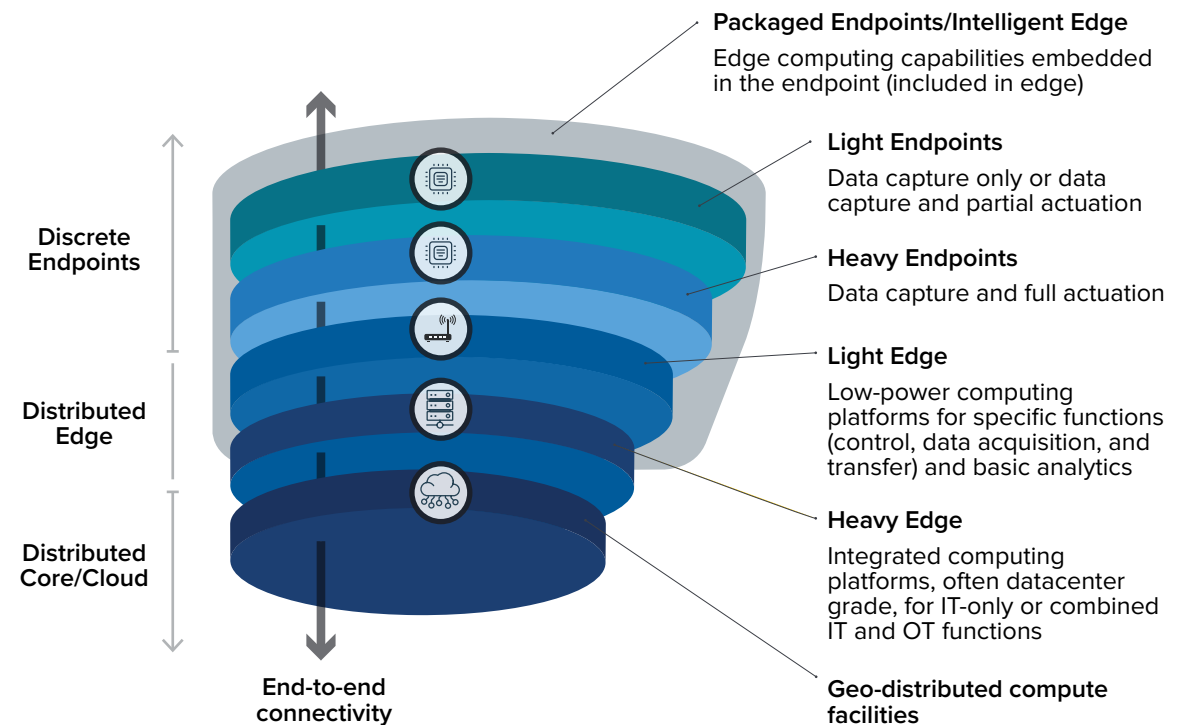 Packaged Endpoints/Intelligent Edge
Edge computing capabilities embedded
in the endpoint (included in edge)
Light Endpoints
Data capture only or data
capture and partial actuation
Discrete
Endpoints
Heavy Endpoints
Data capture and full actuation
Light Edge
Low-power computing
platforms for specific functions
(control, data acquisition, and
transfer) and basic analytics
Distributed
Edge
Heavy Edge
Integrated computing
platforms, often datacenter
grade, for IT-only or combined
IT and OT functions
Distributed
Core/Cloud
End-to-end
connectivity
Geo-distributed compute
facilities